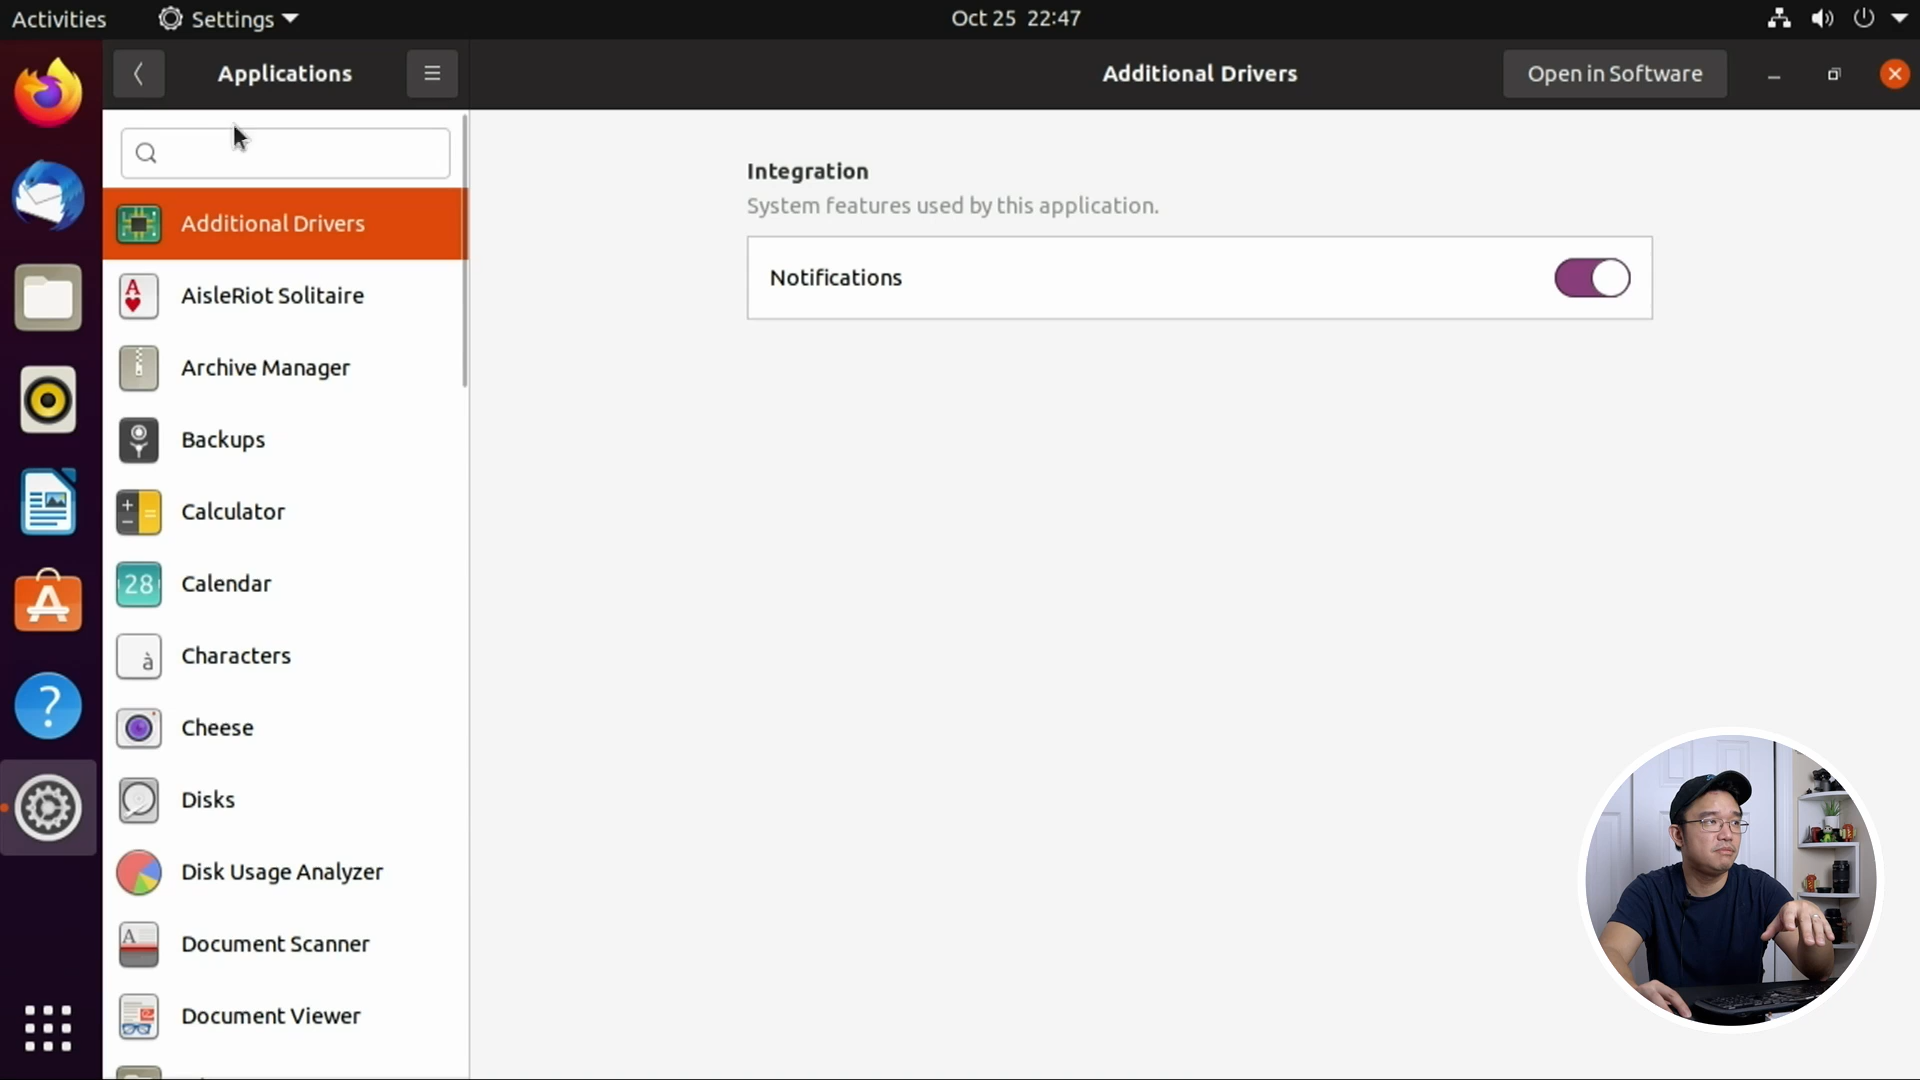 Activities
Settings
Oct 25 22:47
Applications
Additional Drivers
Open in Software
Additional Drivers
AisleRiot Solitaire
Archive Manager
Backups
Calculator
28
Calendar
à
Characters
Cheese
Disks
Disk Usage Analyzer
Document Scanner
Document Viewer
Integration
System features used by this application.
Notifications